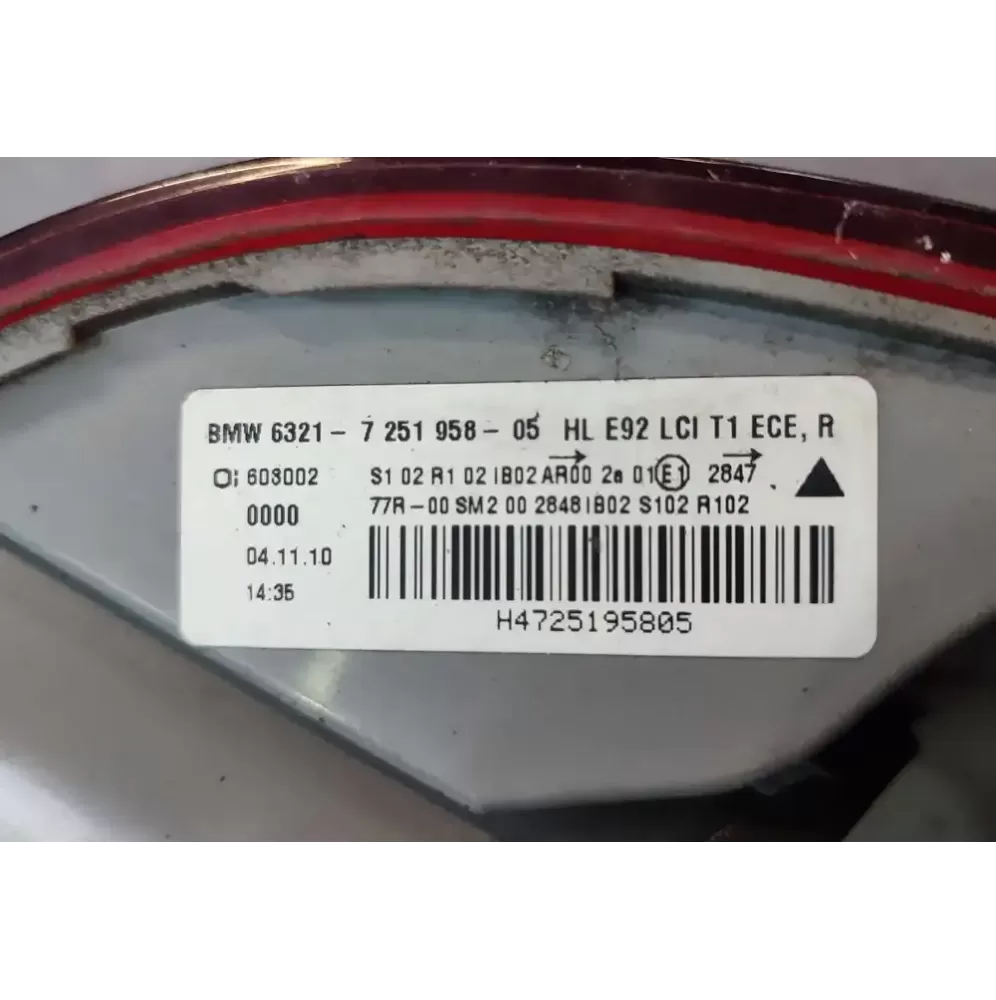 BMW 6321- 7 251 958- 05 HL E92 LCI T1 ECE, R
603002 S1 02 R1 02 IB02 AR00 2a 01 E1 2847
0000 77R-00 SM2 00 2848 IB02 S102 R102
04.11.10
14:35
H4725195805